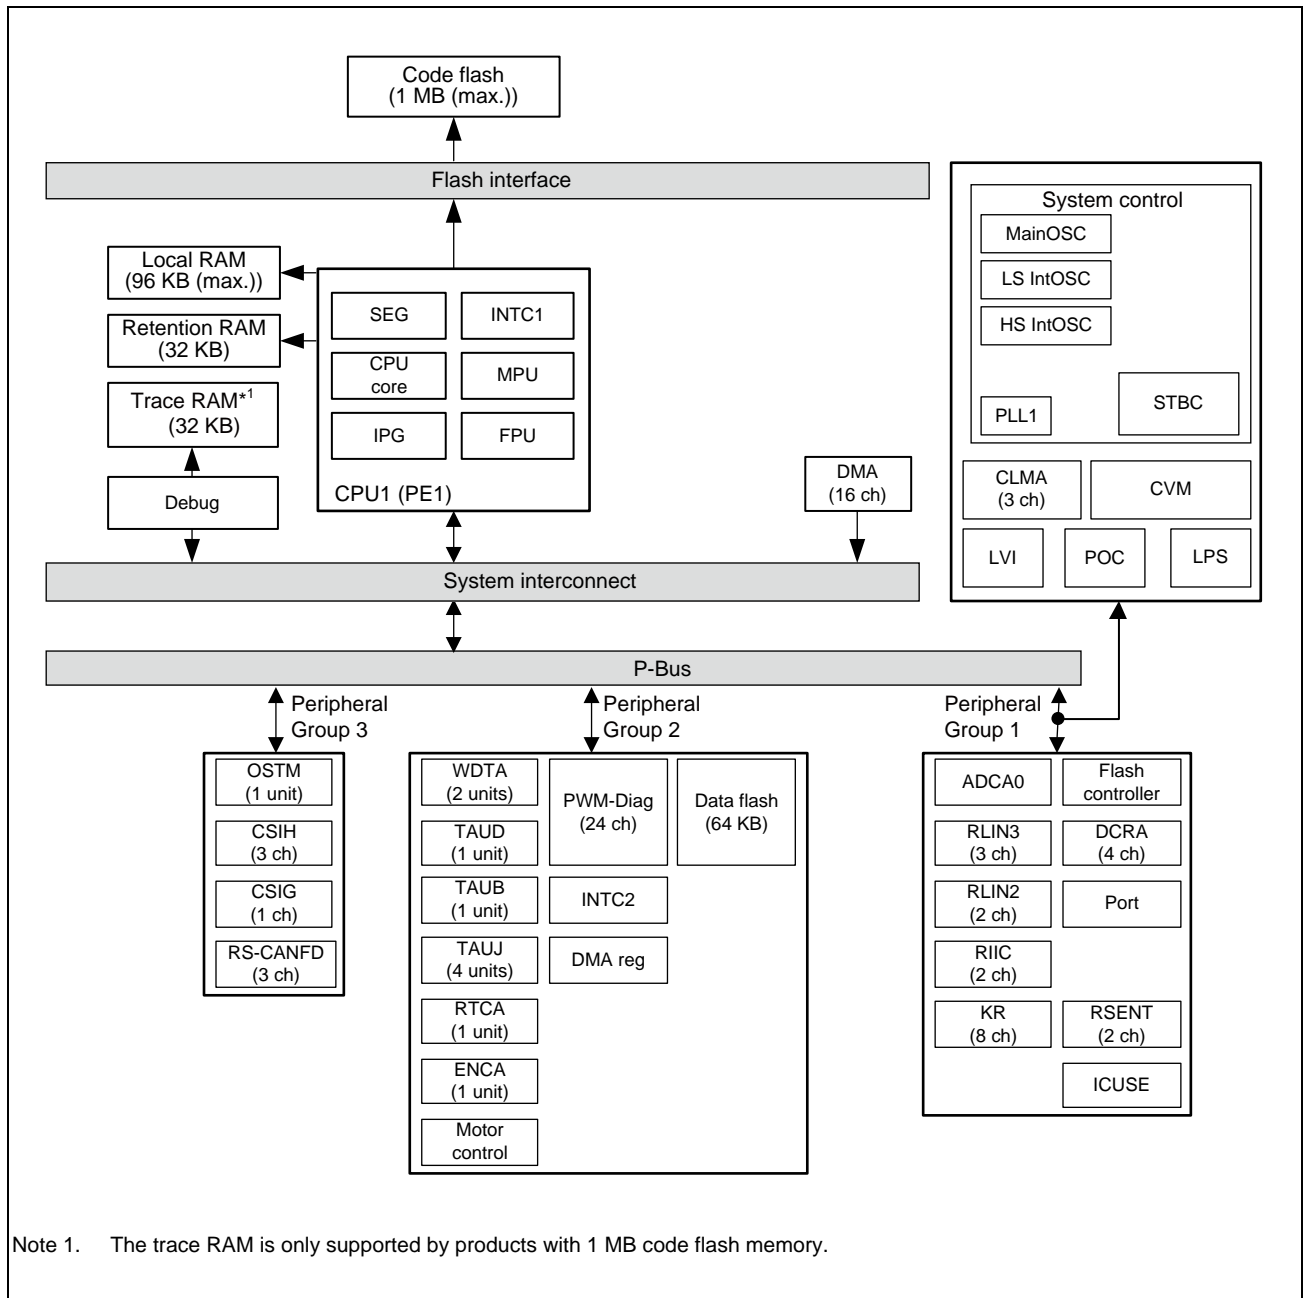 Code flash
(1 MB (max.))
Flash interface
Local RAM
(96 KB (max.))
Retention RAM
(32 KB)
Trace RAM*1
(32 KB)
Debug
SEG
INTC1
CPU
core
MPU
IPG
FPU
CPU1 (PE1)
DMA
(16 ch)
System control
MainOSC
LS IntOSC
HS IntOSC
PLL1
STBC
CLMA
(3 ch)
CVM
LVI
POC
LPS
System interconnect
P-Bus
Peripheral
Group 3
OSTM
(1 unit)
CSIH
(3 ch)
CSIG
(1 ch)
RS-CANFD
(3 ch)
Peripheral
Group 2
WDTA
(2 units)
TAUD
(1 unit)
TAUB
(1 unit)
TAUJ
(4 units)
RTCA
(1 unit)
ENCA
(1 unit)
Motor
control
PWM-Diag
(24 ch)
INTC2
DMA reg
Data flash
(64 KB)
Peripheral
Group 1
ADCA0
RLIN3
(3 ch)
RLIN2
(2 ch)
RIIC
(2 ch)
KR
(8 ch)
Flash
controller
DCRA
(4 ch)
Port
RSENT
(2 ch)
ICUSE
Note 1. The trace RAM is only supported by products with 1 MB code flash memory.